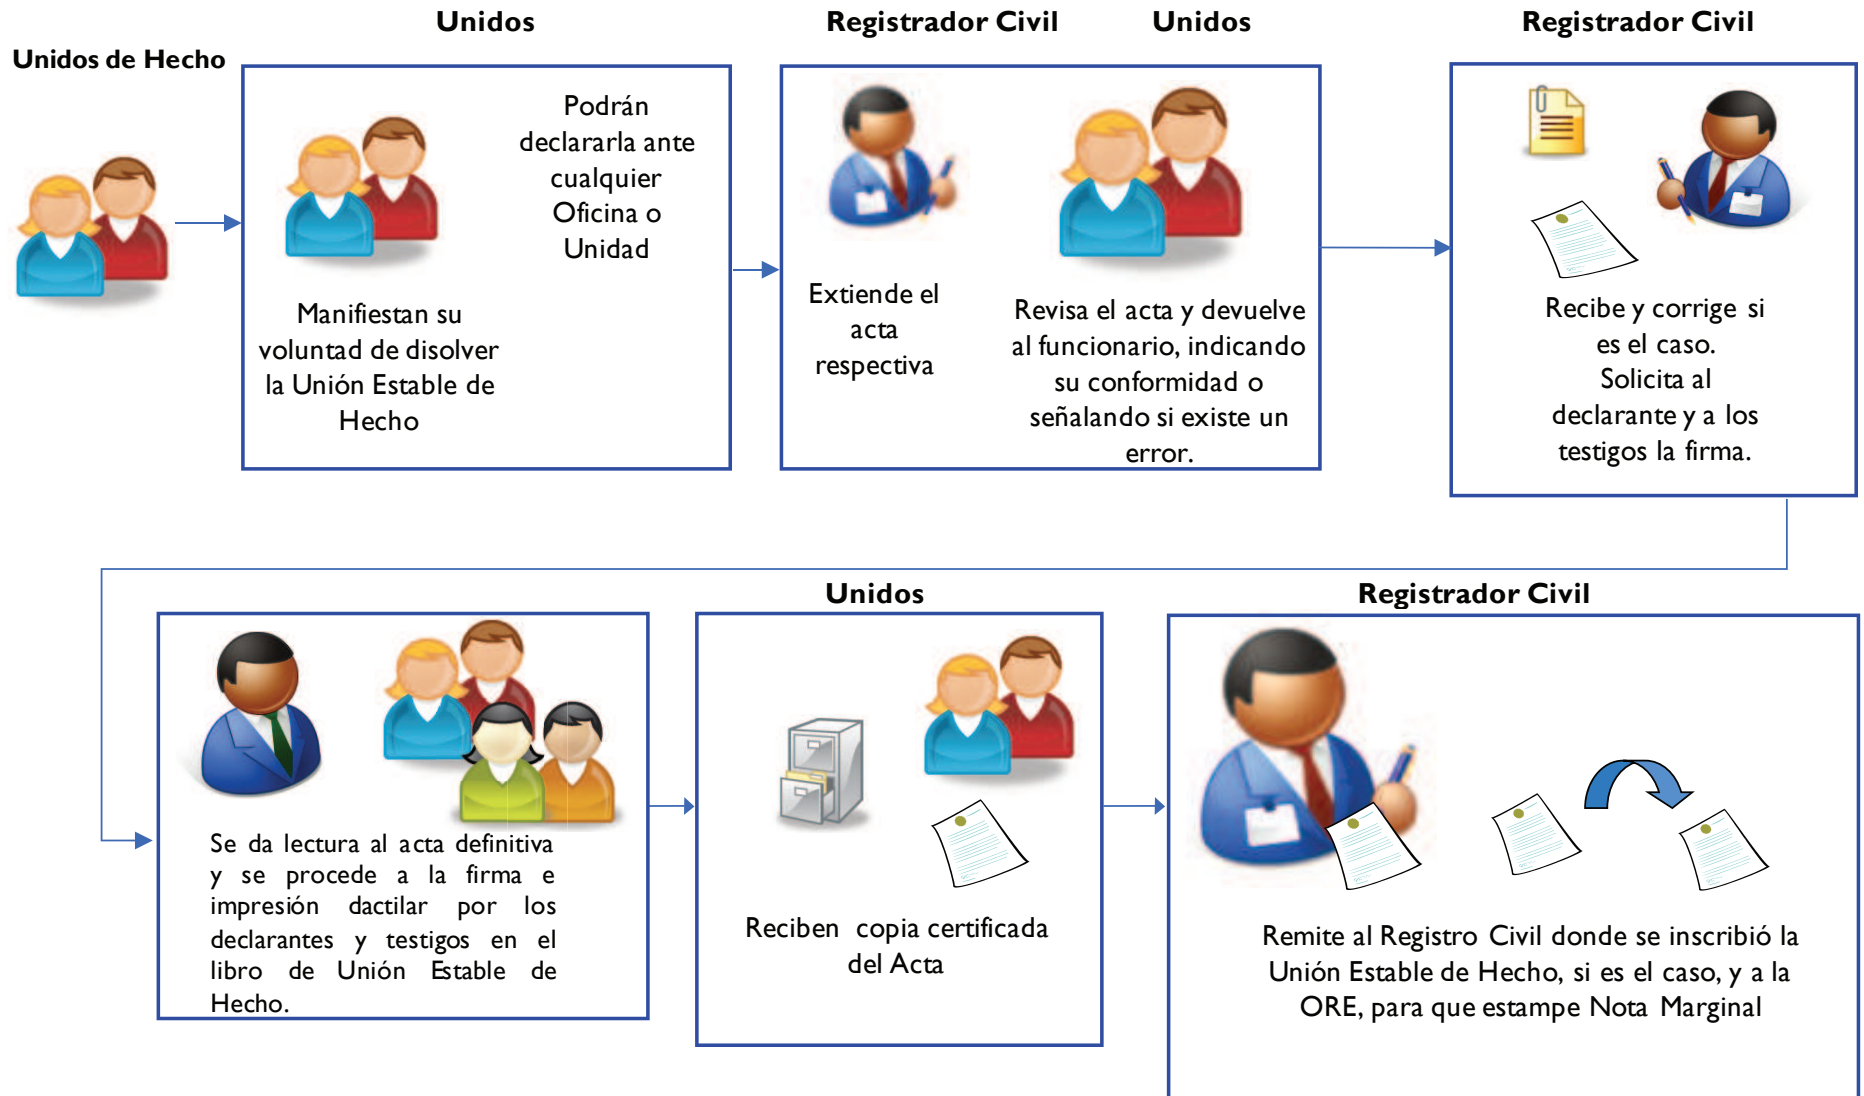 Unidos de Hecho
Unidos
Podrán
declararla ante
cualquier
Oficina o
Unidad
Manifiestan su
voluntad de disolver
la Unión Estable de
Hecho
Registrador Civil
Extiende el
acta
respectiva
Unidos
Revisa el acta y devuelve
al funcionario, indicando
su conformidad o
señalando si existe un
error.
Registrador Civil
Recibe y corrige si
es el caso.
Solicita al
declarante y a los
testigos la firma.
Se da lectura al acta definitiva
y se procede a la firma e
impresión dactilar por los
declarantes y testigos en el
libro de Unión Estable de
Hecho.
Unidos
Reciben copia certificada
del Acta
Registrador Civil
Remite al Registro Civil donde se inscribió la
Unión Estable de Hecho, si es el caso, y a la
ORE, para que estampe Nota Marginal